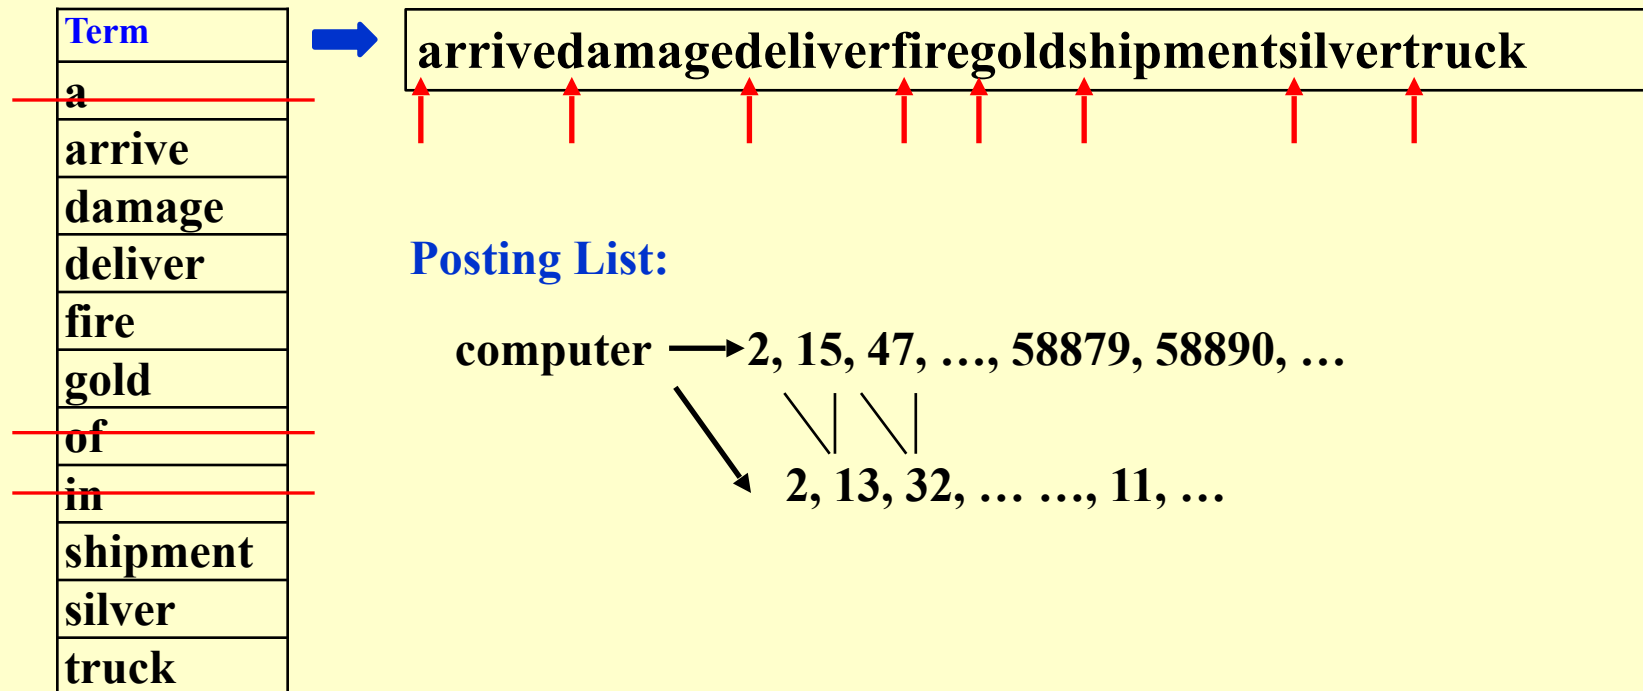 Term
a
arrive
damage
deliver
fire
gold
of
in
shipment
silver
truck
arrivedamagedeliverfiregoldshipmentsilvertruck
Posting List:
computer 2, 15, 47, …, 58879, 58890, …
2, 13, 32, … …, 11, …